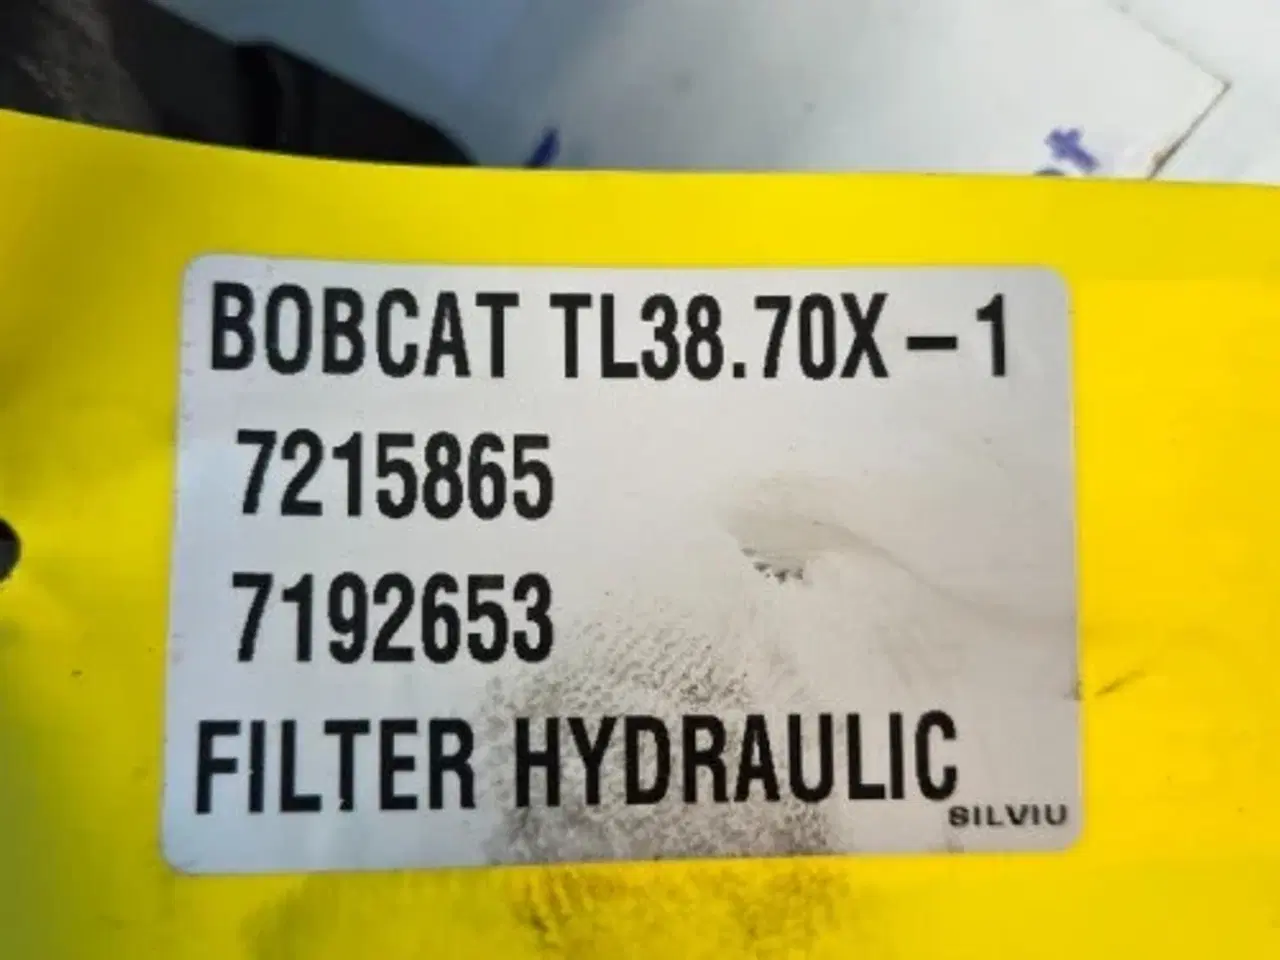 BOBCAT TL38.70X-1
7215865
7192653
FILTER HYDRAULIC
SILVIU